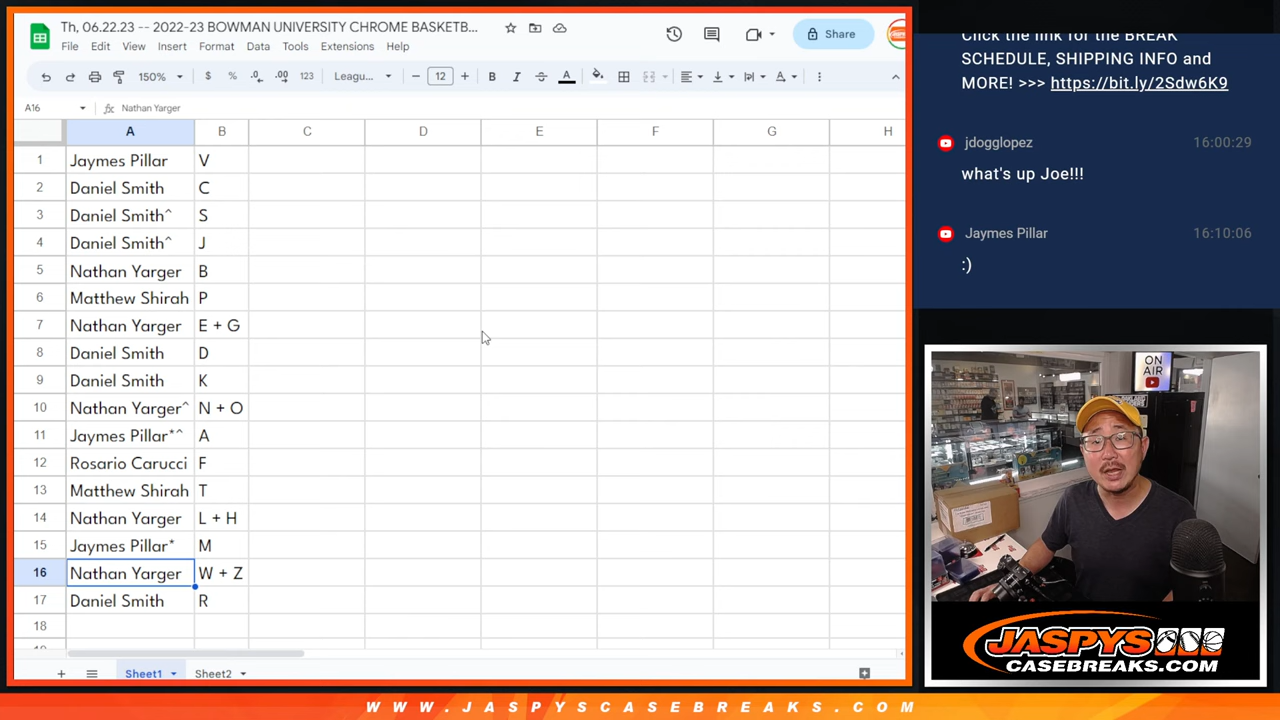 Th, 06.22.23 -- 2022-23 BOWMAN UNIVERSITY CHROME BASKETB...
File Edit View Insert Format Data Tools Extensions Help
Share
150% $ % .0 .00 123 Leagu... 12 B I A
A16 fx Nathan Yarger
A B C D E F G H
1 Jaymes Pillar V
2 Daniel Smith C
3 Daniel Smith^ S
4 Daniel Smith^ J
5 Nathan Yarger B
6 Matthew Shirah P
7 Nathan Yarger E + G
8 Daniel Smith D
9 Daniel Smith K
10 Nathan Yarger^ N + O
11 Jaymes Pillar*^ A
12 Rosario Carucci F
13 Matthew Shirah T
14 Nathan Yarger L + H
15 Jaymes Pillar* M
16 Nathan Yarger W + Z
17 Daniel Smith R
18
Sheet1 Sheet2
Click the link for the BREAK
SCHEDULE, SHIPPING INFO and
MORE! >>> https://bit.ly/2Sdw6K9
jdogglopez 16:00:29
what's up Joe!!!
Jaymes Pillar 16:10:06
:)
ON
AIR
JASPYS
CASEBREAKS.COM
WWW.JASPYSCASEBREAKS.COM